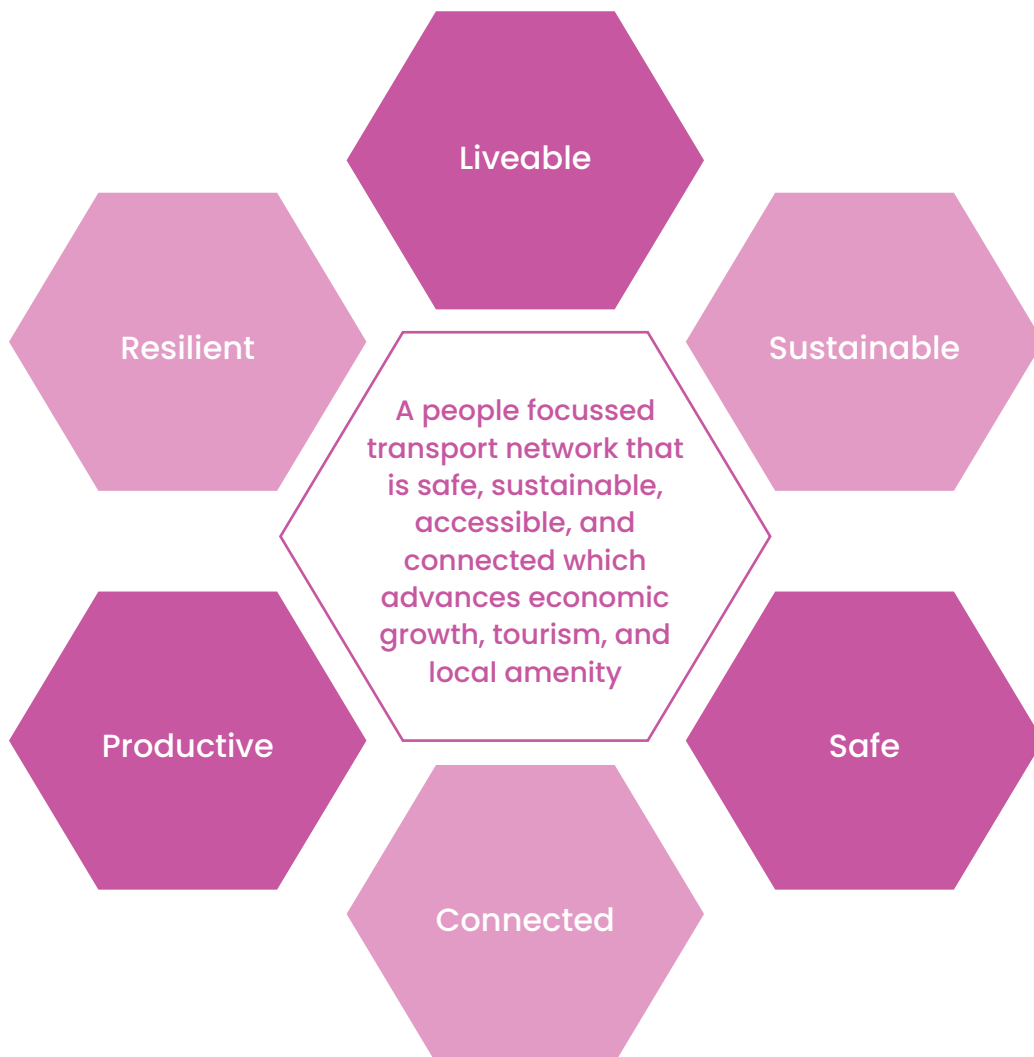 Liveable
Resilient
Sustainable
A people focussed
transport network that
is safe, sustainable,
accessible, and
connected which
advances economic
growth, tourism, and
local amenity
Productive
Safe
Connected